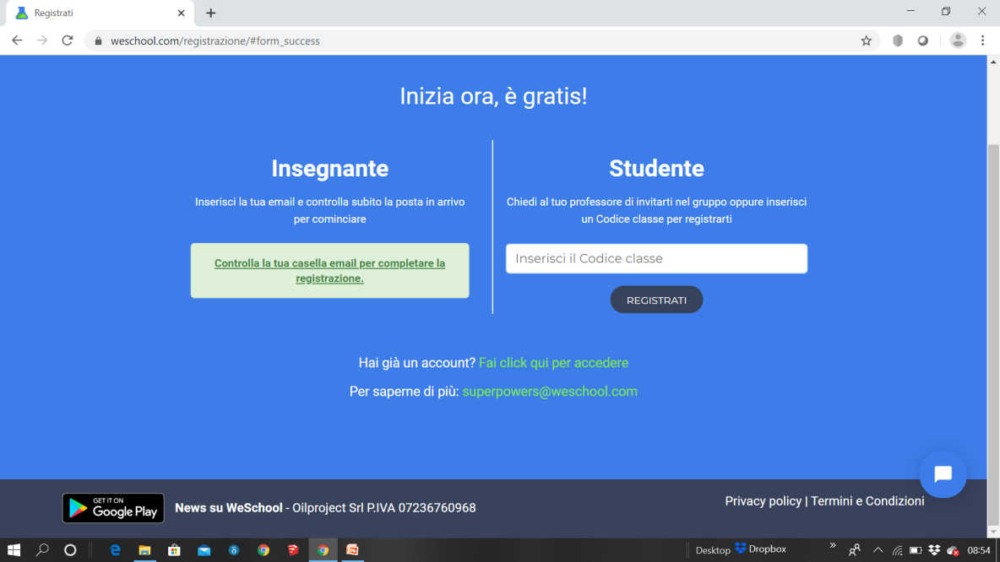 Registrati
weschool.com/registrazione/#form_success
Inizia ora, è gratis!
Insegnante
Inserisci la tua email e controlla subito la posta in arrivo
per cominciare
Controlla la tua casella email per completare la
registrazione.
Studente
Chiedi al tuo professore di invitarti nel gruppo oppure inserisci
un Codice classe per registrarti
Inserisci il Codice classe
REGISTRATI
Hai già un account? Fai click qui per accedere
Per saperne di più: superpowers@weschool.com
GET IT ON
Google Play
News su WeSchool - Oilproject Srl P.IVA 07236760968
Privacy policy | Termini e Condizioni
Desktop
Dropbox
08:54